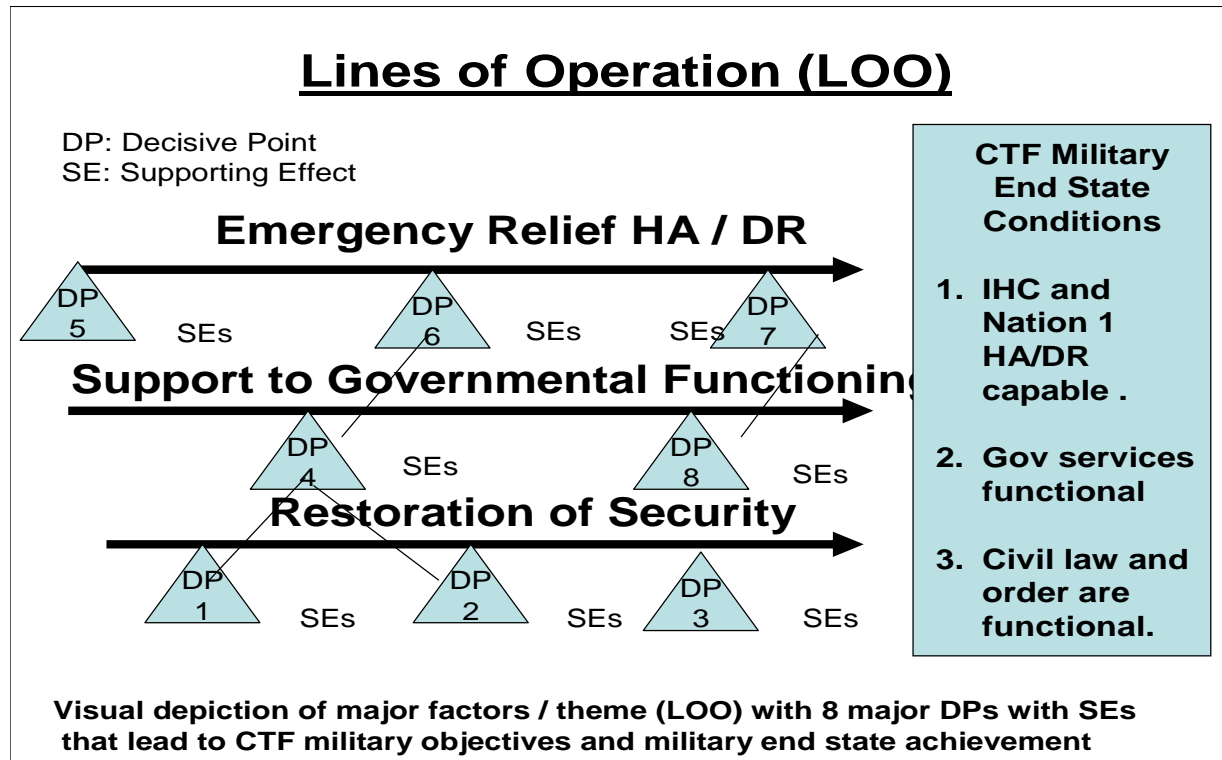 Lines of Operation (LOO)
DP: Decisive Point
SE: Supporting Effect
Emergency Relief HA / DR
DP
5
SEs
DP
6
SEs
SEs
DP
7
Support to Governmental Functioning
DP
4
SEs
DP
8
SEs
Restoration of Security
DP
1
SEs
DP
2
SEs
DP
3
SEs
CTF Military
End State
Conditions
1. IHC and
Nation 1
HA/DR
capable .
2. Gov services
functional
3. Civil law and
order are
functional.
Visual depiction of major factors / theme (LOO) with 8 major DPs with SEs
that lead to CTF military objectives and military end state achievement